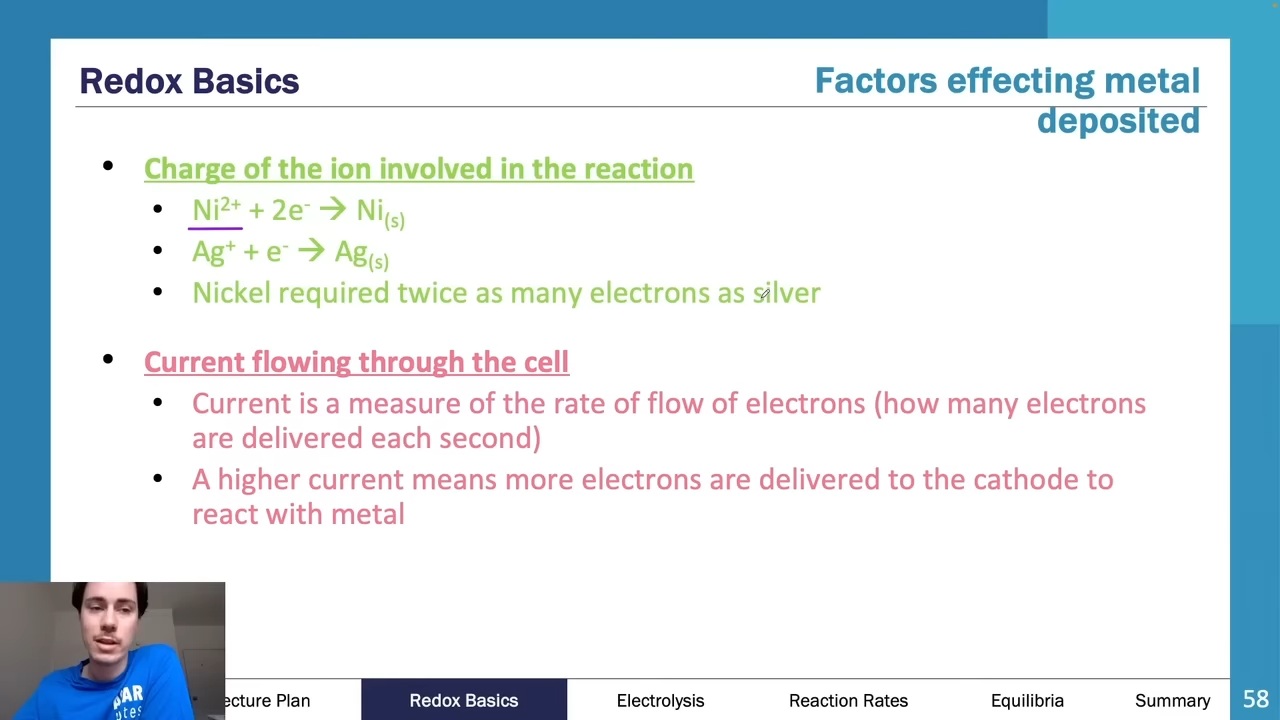 Redox Basics
Factors effecting metal
deposited
• Charge of the ion involved in the reaction
• Ni²⁺ + 2e⁻ → Ni₍ₛ₎
• Ag⁺ + e⁻ → Ag₍ₛ₎
• Nickel required twice as many electrons as silver
• Current flowing through the cell
• Current is a measure of the rate of flow of electrons (how many electrons
are delivered each second)
• A higher current means more electrons are delivered to the cathode to
react with metal
Plan Redox Basics Electrolysis Reaction Rates Equilibria Summary 58